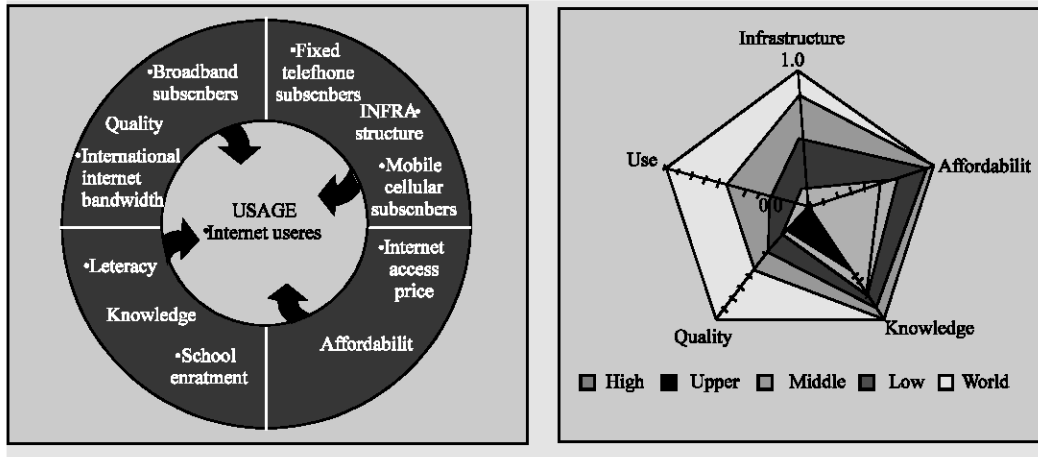 •Broadband
subscnbers
Quality
•International
internet
bandwidth
•Fixed
telefhone
subscnbers
INFRA•
structure
•Mobile
cellular
subscnbers
USAGE
•Internet useres
•Leteracy
Knowledge
•School
enratment
•Internet
access
price
Affordabilit
Infrastructure
1.0
Use
Affordabilit
0.0
Quality
Knowledge
High Upper Middle Low World